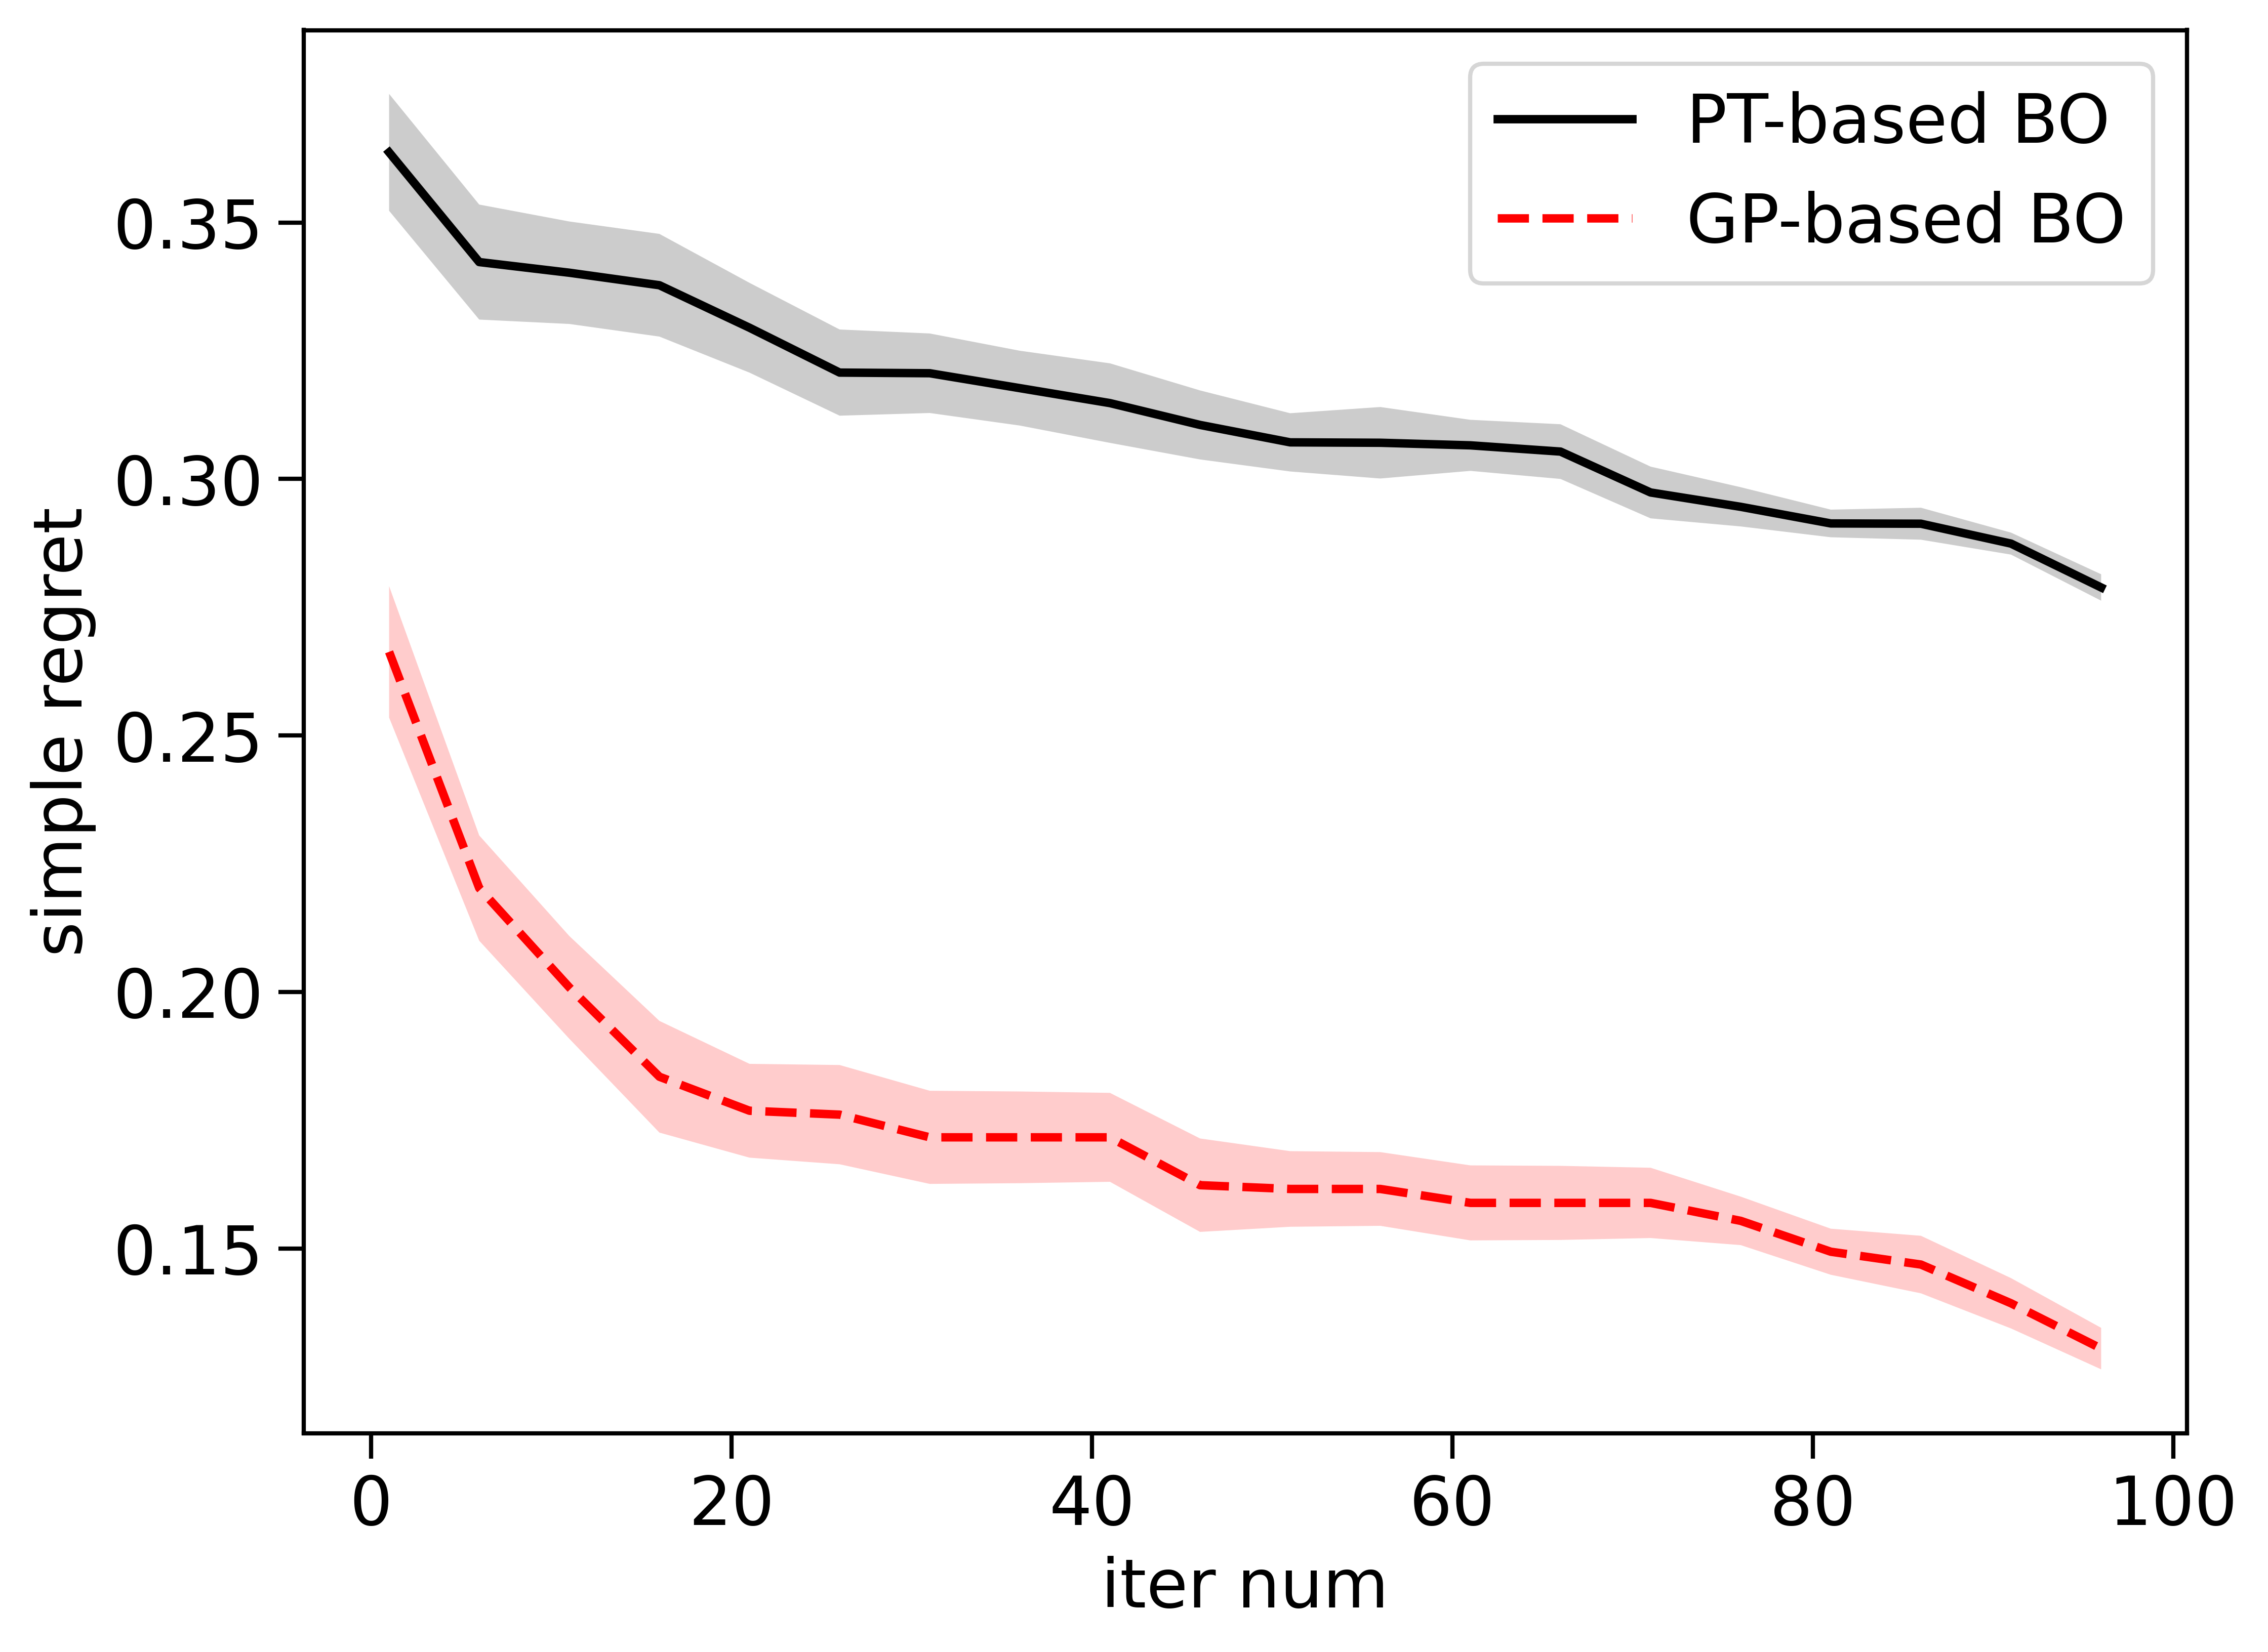 PT-based BO
GP-based BO
0.35
0.30
0.25
0.20
0.15
simple regret
0
20
40
60
80
100
iter num